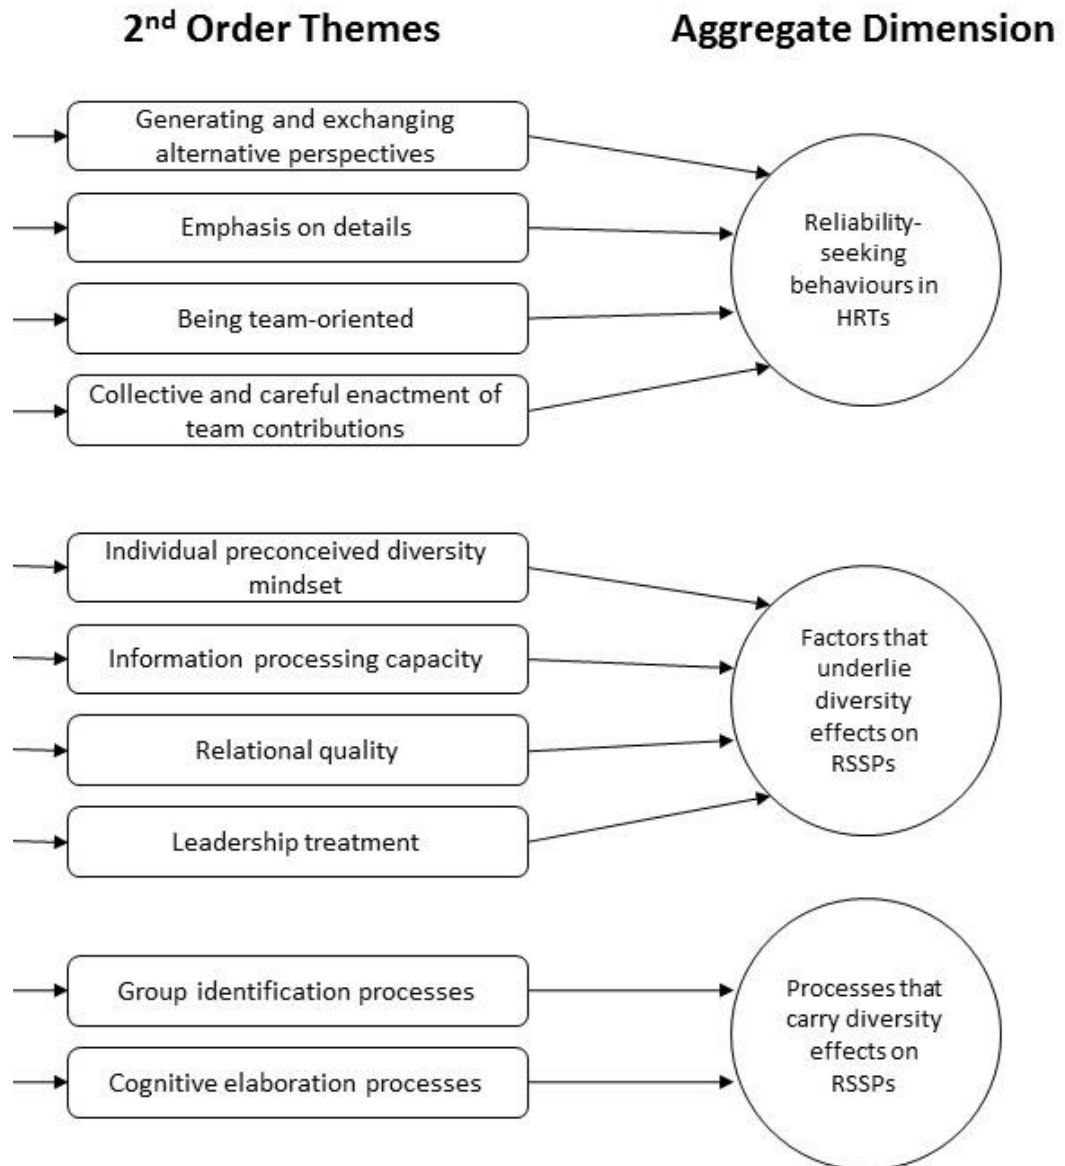 2nd Order Themes
Aggregate Dimension
Generating and exchanging
alternative perspectives
Emphasis on details
Being team-oriented
Collective and careful enactment of
team contributions
Reliability-
seeking
behaviours in
HRTs
Individual preconceived diversity
mindset
Information processing capacity
Relational quality
Leadership treatment
Factors that
underlie
diversity
effects on
RSSPs
Group identification processes
Cognitive elaboration processes
Processes that
carry diversity
effects on
RSSPs